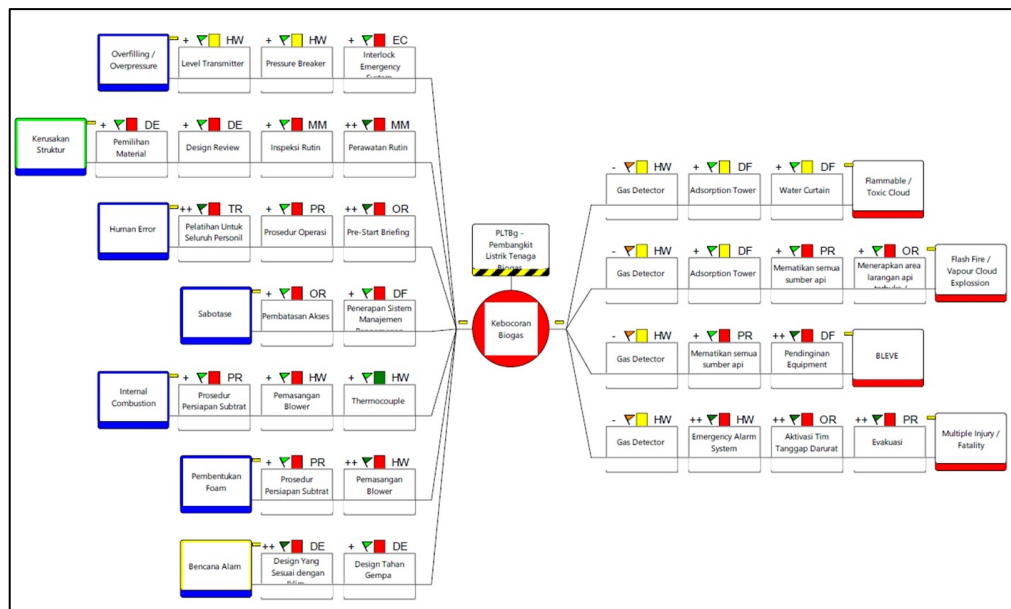 Overfilling /
Overpressure
+ HW
Level Transmitter
+ HW
Pressure Breaker
+ EC
Interlock
Emergency
Kerusakan
Struktur
+ DE
Pemilihan
Material
+ DE
Design Review
+ MM
Inspeksi Rutin
++ MM
Perawatan Rutin
Human Error
++ TR
Pelatihan Untuk
Seluruh Personil
+ PR
Prosedur Operasi
++ OR
Pre-Start Briefing
Sabotase
+ OR
Pembatasan Akses
+ DF
Penerapan Sistem
Manajemen
Internal
Combustion
+ PR
Prosedur
Persiapan Subtrat
+ HW
Pemasangan
Blower
+ HW
Thermocouple
Pembentukan
Foam
+ PR
Prosedur
Persiapan Subtrat
++ HW
Pemasangan
Blower
Bencana Alam
++ DE
Design Yang
Sesuai dengan
+ DE
Design Tahan
Gempa
PLTBg -
Pembangkit
Listrik Tenaga
Biogas
Kebocoran
Biogas
- HW
Gas Detector
+ DF
Adsorption Tower
+ DF
Water Curtain
Flammable /
Toxic Cloud
- HW
Gas Detector
+ DF
Adsorption Tower
+ PR
Mematikan semua
sumber api
+ OR
Menerapkan area
larangan api
Flash Fire /
Vapour Cloud
Explossion
- HW
Gas Detector
+ PR
Mematikan semua
sumber api
++ DF
Pendinginan
Equipment
BLEVE
- HW
Gas Detector
++ HW
Emergency Alarm
System
++ OR
Aktivasi Tim
Tanggap Darurat
++ PR
Evakuasi
Multiple Injury /
Fatality